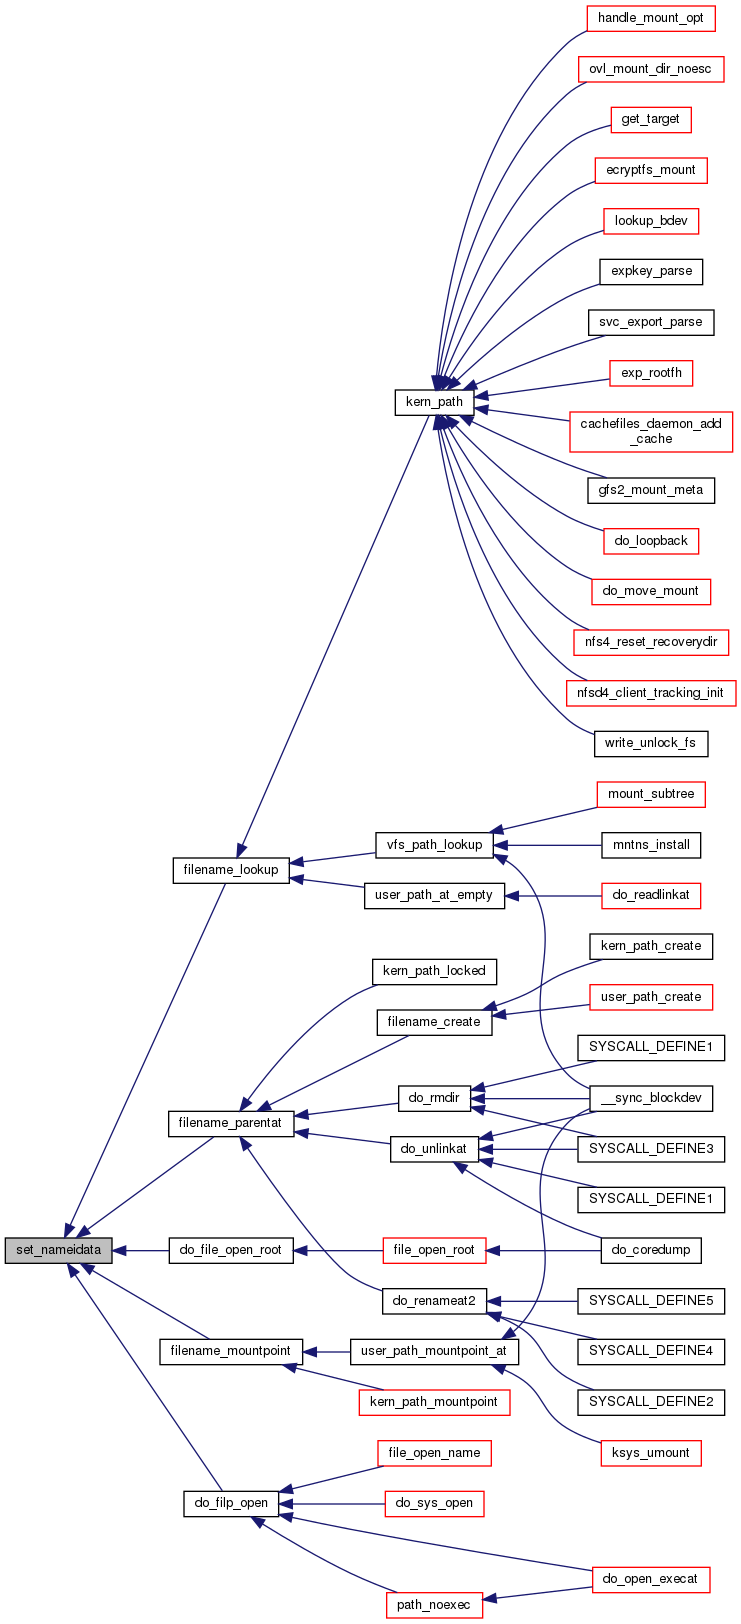 handle_mount_opt
ovl_mount_dir_noesc
get_target
ecryptfs_mount
lookup_bdev
expkey_parse
svc_export_parse
exp_rootfh
kern_path
cachefiles_daemon_add
_cache
gfs2_mount_meta
do_loopback
do_move_mount
nfs4_reset_recoverydir
nfsd4_client_tracking_init
write_unlock_fs
mount_subtree
vfs_path_lookup
mntns_install
filename_lookup
user_path_at_empty
do_readlinkat
kern_path_create
kern_path_locked
user_path_create
filename_create
SYSCALL_DEFINE1
do_rmdir
__sync_blockdev
filename_parentat
do_unlinkat
SYSCALL_DEFINE3
SYSCALL_DEFINE1
set_nameidata
do_file_open_root
file_open_root
do_coredump
do_renameat2
SYSCALL_DEFINE5
filename_mountpoint
user_path_mountpoint_at
SYSCALL_DEFINE4
kern_path_mountpoint
SYSCALL_DEFINE2
file_open_name
ksys_umount
do_filp_open
do_sys_open
do_open_execat
path_noexec